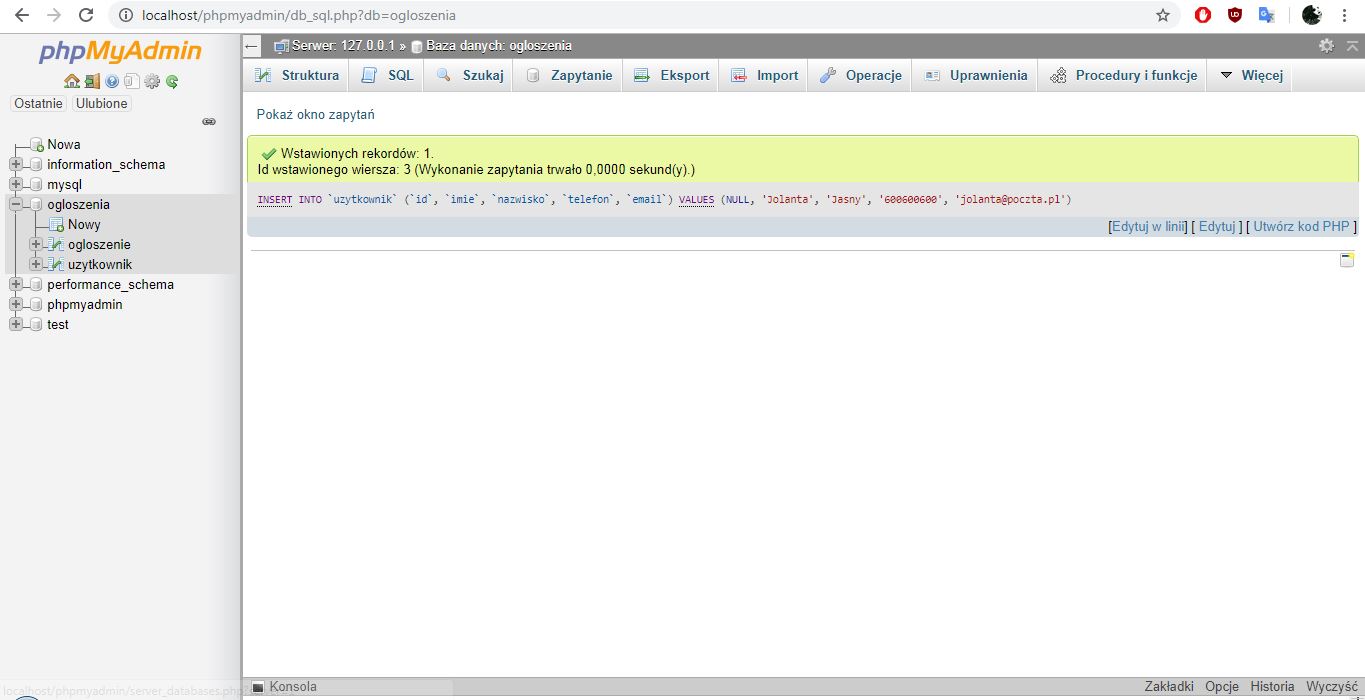 localhost/phpmyadmin/db_sql.php?db=ogloszenia
phpMyAdmin
Ostatnie Ulubione
Nowa
information_schema
mysql
ogloszenia
Nowy
ogloszenie
uzytkownik
performance_schema
phpmyadmin
test
Serwer: 127.0.0.1 » Baza danych: ogloszenia
Struktura SQL Szukaj Zapytanie Eksport Import Operacje Uprawnienia Procedury i funkcje Więcej
Pokaż okno zapytań
Wstawionych rekordów: 1.
Id wstawionego wiersza: 3 (Wykonanie zapytania trwało 0,0000 sekund(y).)
INSERT INTO `uzytkownik` (`id`, `imie`, `nazwisko`, `telefon`, `email`) VALUES (NULL, 'Jolanta', 'Jasny', '600600600', 'jolanta@poczta.pl')
[Edytuj w linii] [ Edytuj ] [ Utwórz kod PHP ]
Konsola
Zakładki Opcje Historia Wyczyść